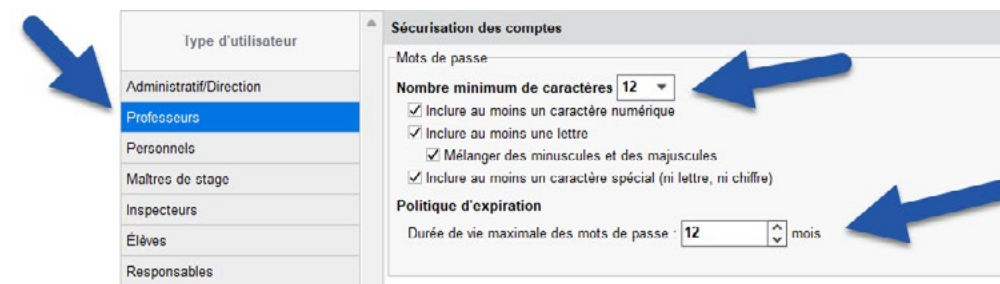 Type d'utilisateur
Administratif/Direction
Professeurs
Personnels
Maîtres de stage
Inspecteurs
Élèves
Responsables
Sécurisation des comptes
Mots de passe
Nombre minimum de caractères 12
Inclure au moins un caractère numérique
Inclure au moins une lettre
Mélanger des minuscules et des majuscules
Inclure au moins un caractère spécial (ni lettre, ni chiffre)
Politique d'expiration
Durée de vie maximale des mots de passe : 12 mois